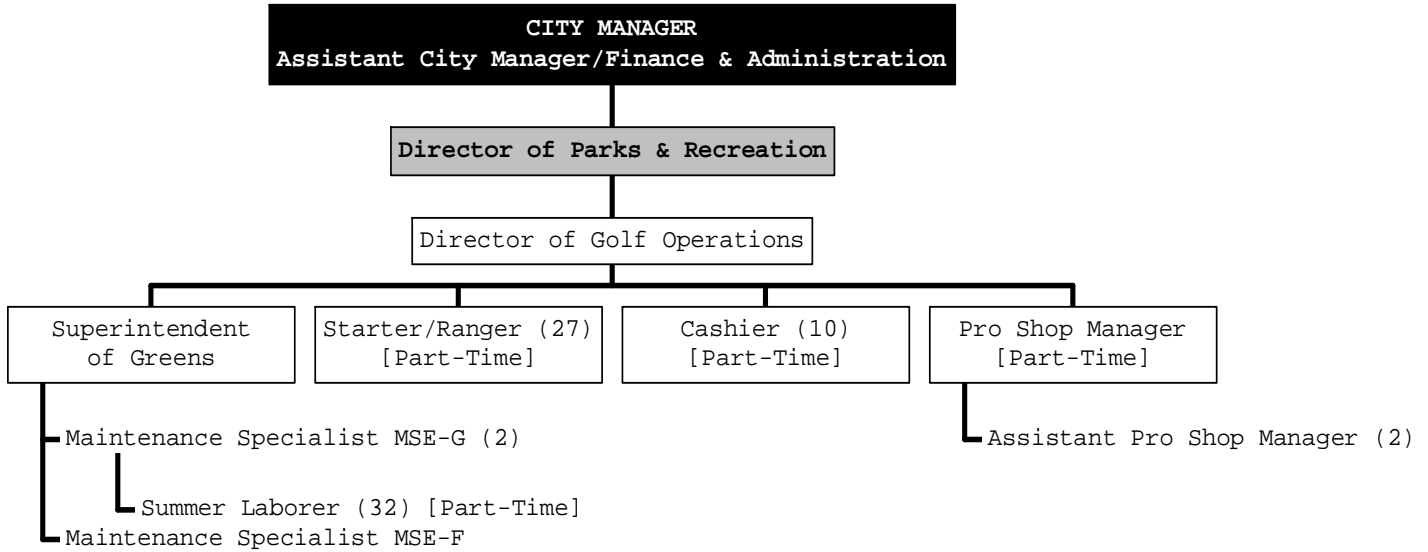 CITY MANAGER
Assistant City Manager/Finance & Administration
Director of Parks & Recreation
Director of Golf Operations
Superintendent
of Greens
Starter/Ranger (27)
[Part-Time]
Cashier (10)
[Part-Time]
Pro Shop Manager
[Part-Time]
Maintenance Specialist MSE-G (2)
Summer Laborer (32) [Part-Time]
Maintenance Specialist MSE-F
Assistant Pro Shop Manager (2)